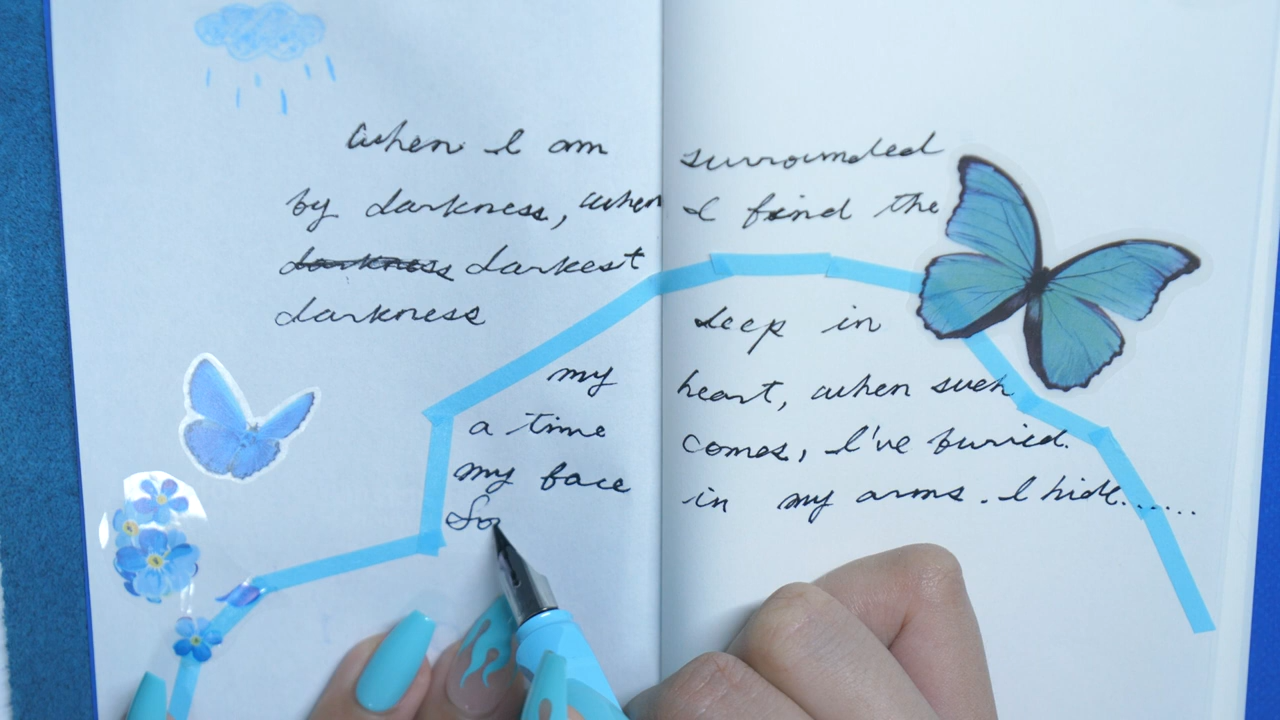 When I am surrounded
by darkness, when I find the
darkness darkest
darkness deep in
my heart, when such
a time comes, I've buried.
my face in my arms. I hide......
So